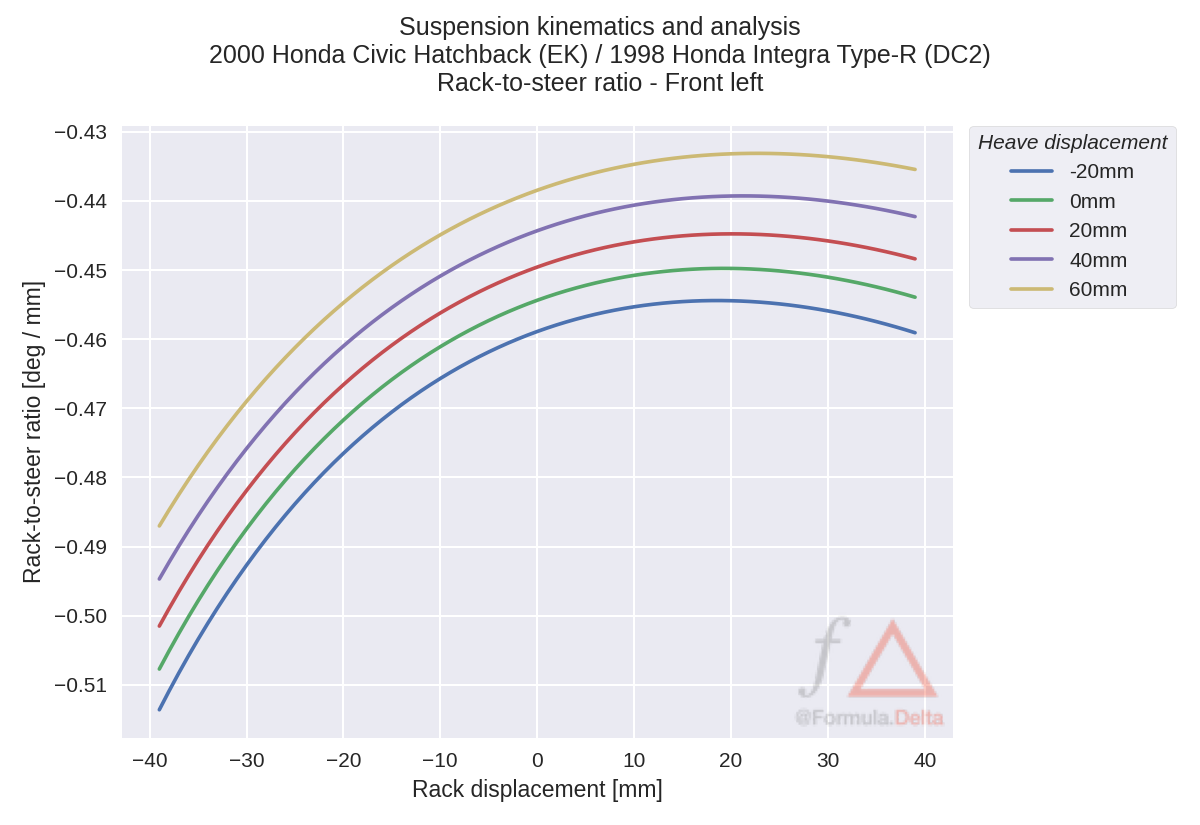 Suspension kinematics and analysis
2000 Honda Civic Hatchback (EK) / 1998 Honda Integra Type-R (DC2)
Rack-to-steer ratio - Front left
Rack-to-steer ratio [deg / mm]
−0.43
−0.44
−0.45
−0.46
−0.47
−0.48
−0.49
−0.50
−0.51
−40
−30
−20
−10
0
10
20
30
40
Rack displacement [mm]
Heave displacement
-20mm
0mm
20mm
40mm
60mm
f
@Formula.Delta